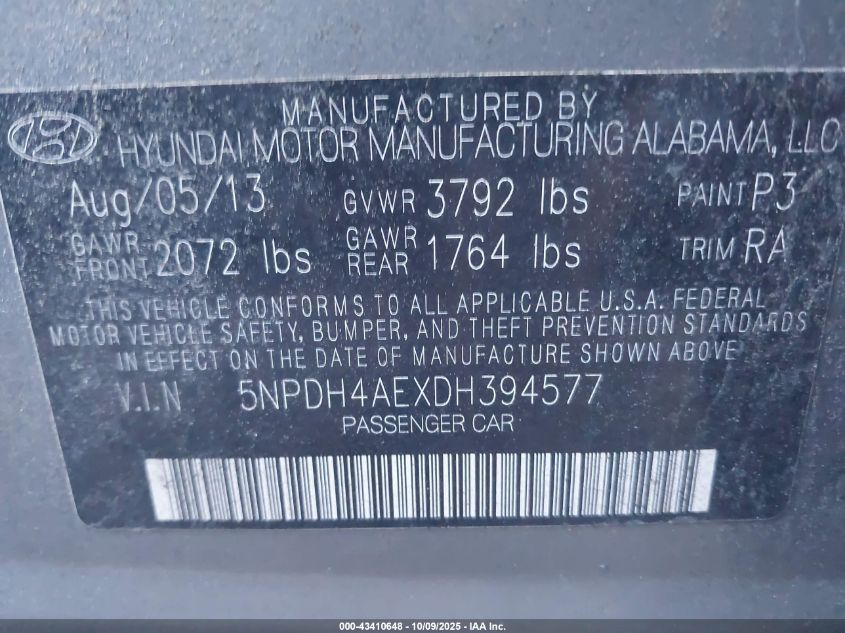 MANUFACTURED BY
HYUNDAI MOTOR MANUFACTURING ALABAMA, LLC
Aug/05/13 GVWR 3792 lbs PAINT P3
GAWR FRONT 2072 lbs GAWR REAR 1764 lbs TRIM RA
THIS VEHICLE CONFORMS TO ALL APPLICABLE U.S.A. FEDERAL
MOTOR VEHICLE SAFETY, BUMPER, AND THEFT PREVENTION STANDARDS
IN EFFECT ON THE DATE OF MANUFACTURE SHOWN ABOVE
V.I.N 5NPDH4AEXDH394577
PASSENGER CAR
000-43410648 - 10/09/2025 - IAA Inc.